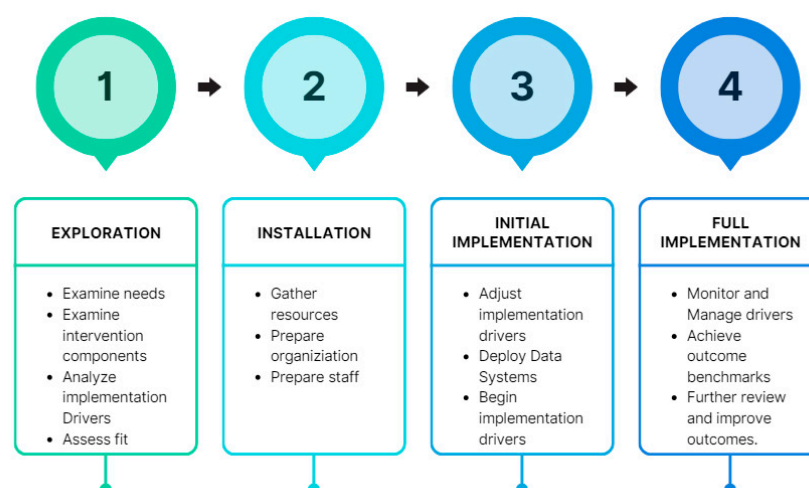 1
2
3
4
EXPLORATION
• Examine needs
• Examine
intervention
components
• Analyze
implementation
Drivers
• Assess fit
INSTALLATION
• Gather
resources
• Prepare
organiziation
• Prepare staff
INITIAL
IMPLEMENTATION
• Adjust
implementation
drivers
• Deploy Data
Systems
• Begin
implementation
drivers
FULL
IMPLEMENTATION
• Monitor and
Manage drivers
• Achieve
outcome
benchmarks
• Further review
and improve
outcomes.